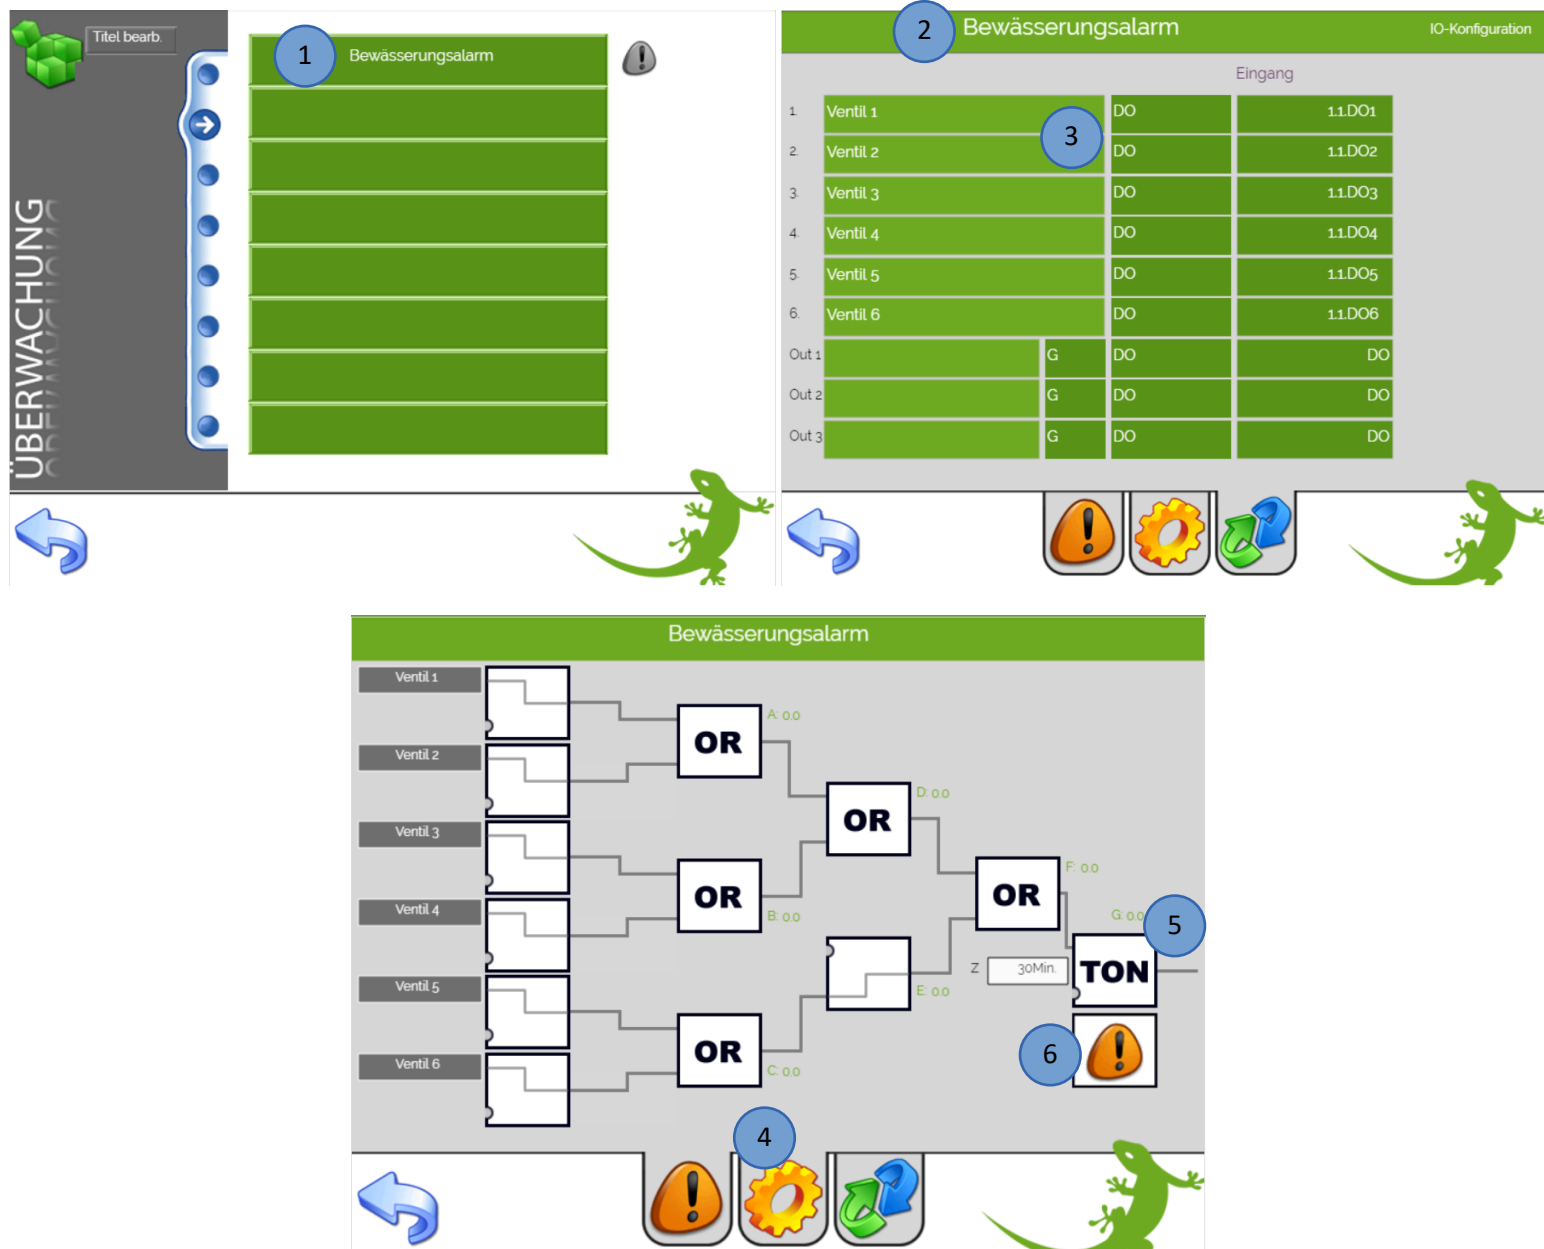 Titel bearb.
ÜBERWACHUNG
1
Bewässerungsalarm
2
Bewässerungsalarm
IO-Konfiguration
Eingang
1. Ventil 1 DO 1.1.DO1
3
2. Ventil 2 DO 1.1.DO2
3. Ventil 3 DO 1.1.DO3
4. Ventil 4 DO 1.1.DO4
5. Ventil 5 DO 1.1.DO5
6. Ventil 6 DO 1.1.DO6
Out 1 G DO DO
Out 2 G DO DO
Out 3 G DO DO
Bewässerungsalarm
Ventil 1
OR
A: 0.0
Ventil 2
OR
D: 0.0
Ventil 3
OR
B: 0.0
OR
F: 0.0
Ventil 4
G: 0.0
5
Z 30Min.
TON
Ventil 5
E: 0.0
OR
C: 0.0
6
Ventil 6
4